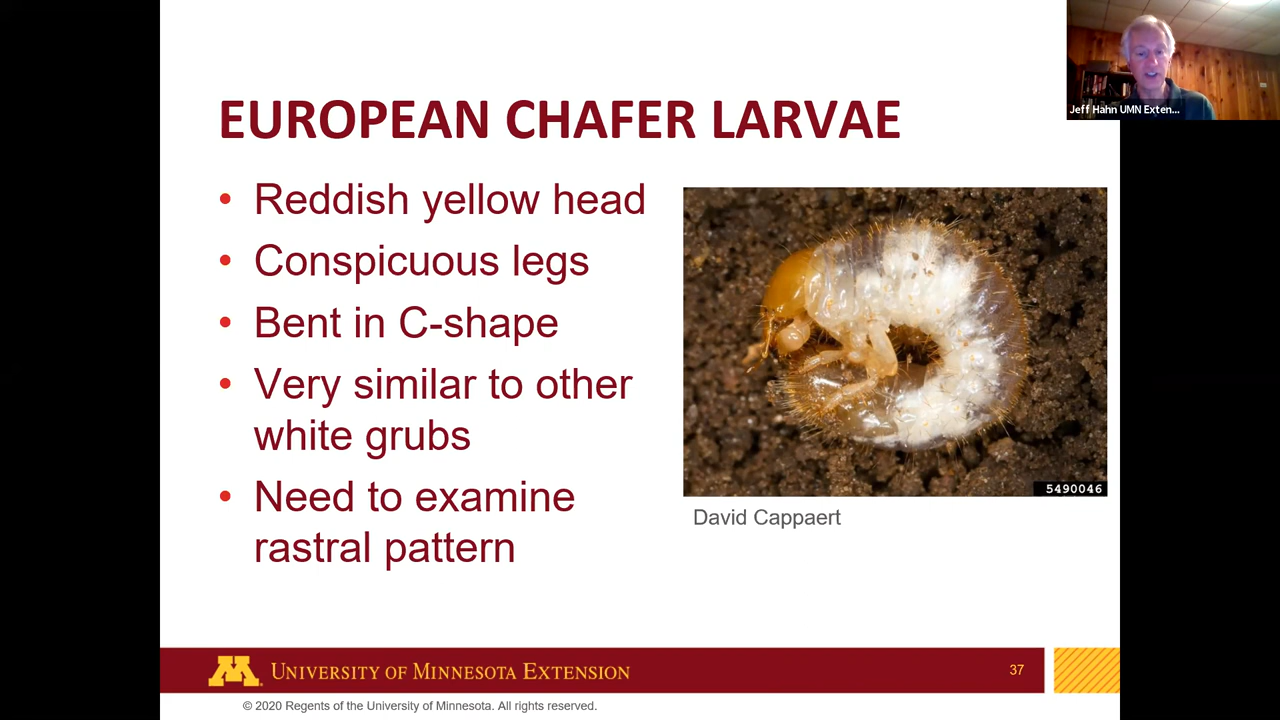 Jeff Hahn UMN Exten...
EUROPEAN CHAFER LARVAE
• Reddish yellow head
• Conspicuous legs
• Bent in C-shape
• Very similar to other
white grubs
• Need to examine
rastral pattern
5490046
David Cappaert
M
UNIVERSITY OF MINNESOTA EXTENSION
37
© 2020 Regents of the University of Minnesota. All rights reserved.